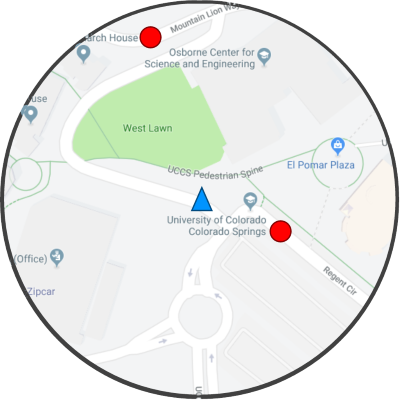 Mountain Lion Way
arch House
Osborne Center for
Science and Engineering
ouse
West Lawn
UCCS Pedestrian Spine
El Pomar Plaza
University of Colorado
Colorado Springs
(Office)
Regent Cir
Zipcar